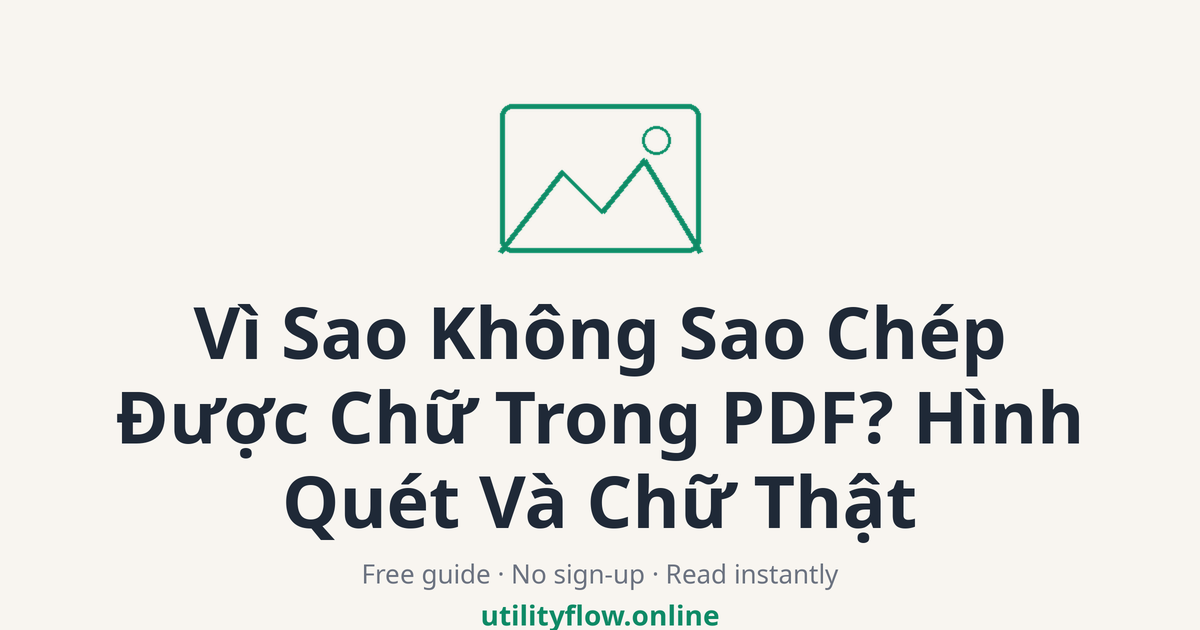 Vì Sao Không Sao Chép
Được Chữ Trong PDF? Hình
Quét Và Chữ Thật
Free guide · No sign-up · Read instantly
utilityflow.online